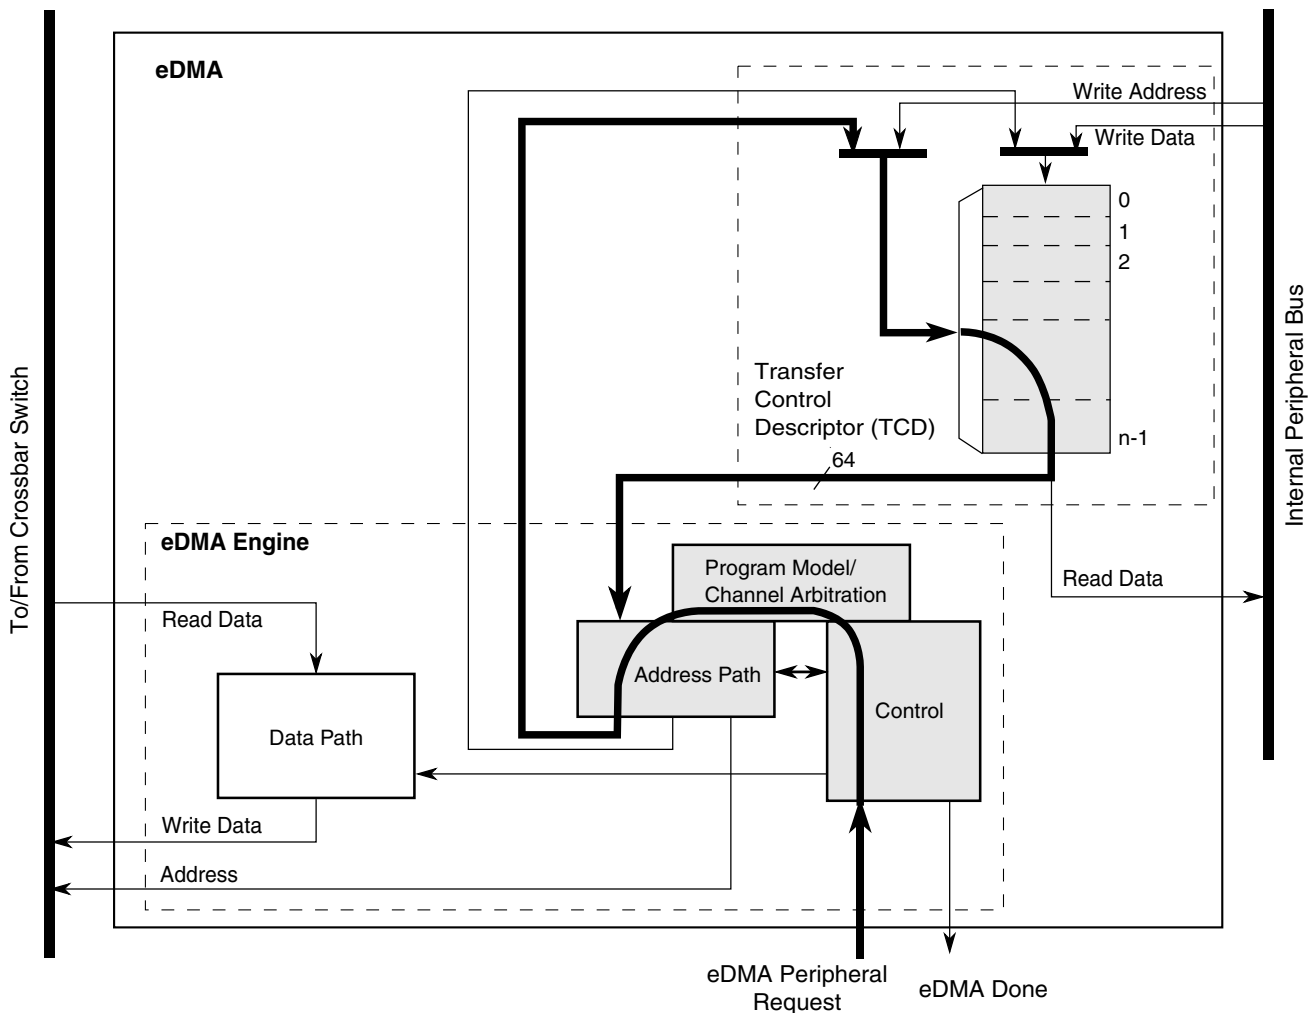 eDMA
Write Address
Write Data
0
1
2
n-1
Transfer
Control
Descriptor (TCD)
64
Internal Peripheral Bus
To/From Crossbar Switch
eDMA Engine
Program Model/
Channel Arbitration
Read Data
Read Data
Address Path
Control
Data Path
Write Data
Address
eDMA Peripheral
Request
eDMA Done